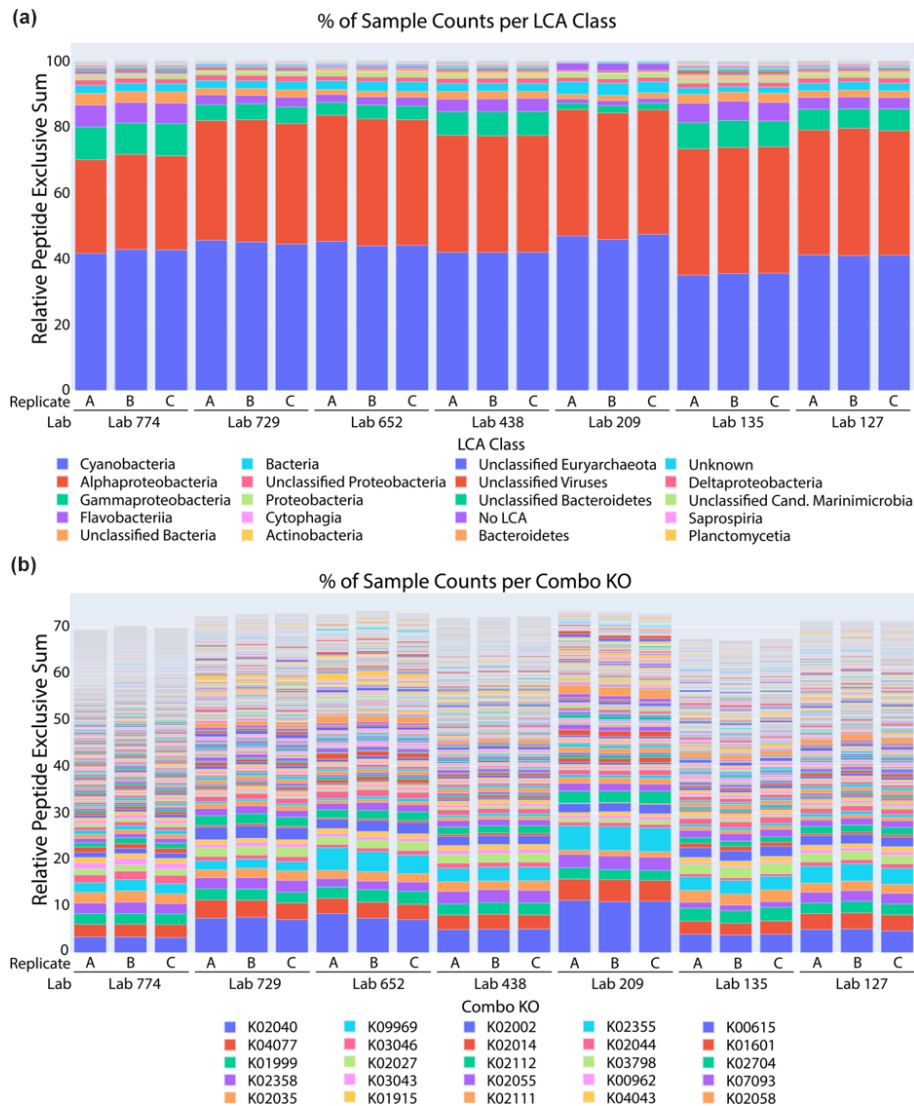 (a)
% of Sample Counts per LCA Class
Relative Peptide Exclusive Sum
100
80
60
40
20
0
Replicate A B C A B C A B C A B C A B C A B C A B C
Lab Lab 774 Lab 729 Lab 652 Lab 438 Lab 209 Lab 135 Lab 127
LCA Class
Cyanobacteria Bacteria Unclassified Euryarchaeota Unknown
Alphaproteobacteria Unclassified Proteobacteria Unclassified Viruses Deltaproteobacteria
Gammaproteobacteria Proteobacteria Unclassified Bacteroidetes Unclassified Cand. Marinimicrobia
Flavobacteriia Cytophagia No LCA Saprospiria
Unclassified Bacteria Actinobacteria Bacteroidetes Planctomycetia
(b)
% of Sample Counts per Combo KO
Relative Peptide Exclusive Sum
70
60
50
40
30
20
10
0
Replicate A B C A B C A B C A B C A B C A B C A B C
Lab Lab 774 Lab 729 Lab 652 Lab 438 Lab 209 Lab 135 Lab 127
Combo KO
K02040 K09969 K02002 K02355 K00615
K04077 K03046 K02014 K02044 K01601
K01999 K02027 K02112 K03798 K02704
K02358 K03043 K02055 K00962 K07093
K02035 K01915 K02111 K04043 K02058